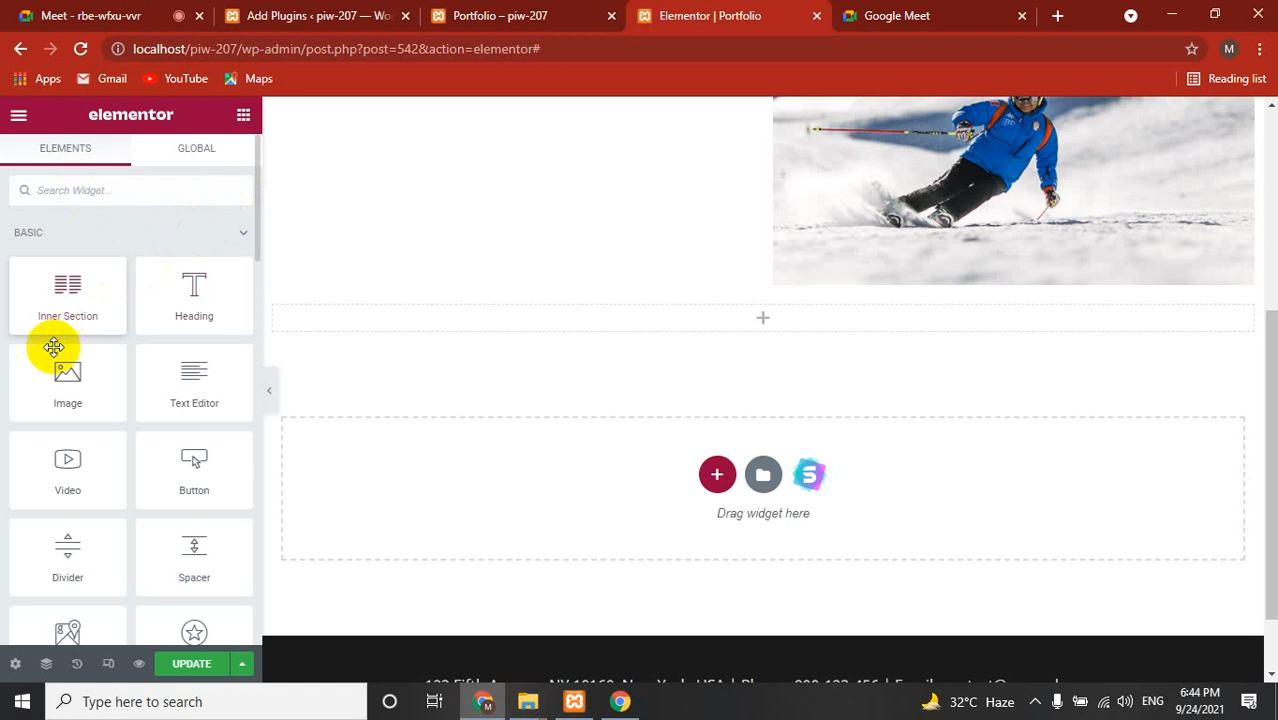 Meet - rbe-wfxu-vvr
Add Plugins ‹ piw-207 — Wo
Portfolio – piw-207
Elementor | Portfolio
Google Meet
localhost/piw-207/wp-admin/post.php?post=542&action=elementor#
M
Apps
Gmail
YouTube
Maps
Reading list
elementor
ELEMENTS
GLOBAL
Search Widget...
BASIC
Inner Section
Heading
Image
Text Editor
Video
Button
Divider
Spacer
Drag widget here
UPDATE
Type here to search
32°C Haze
ENG
6:44 PM
9/24/2021